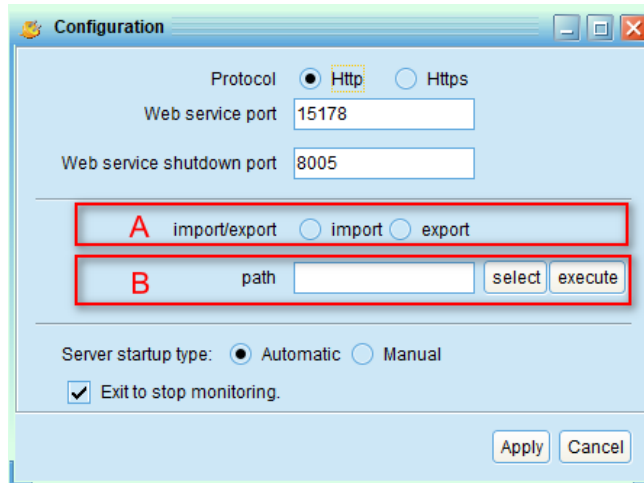 Configuration
Protocol Http Https
Web service port 15178
Web service shutdown port 8005
A import/export import export
B path select execute
Server startup type: Automatic Manual
Exit to stop monitoring.
Apply Cancel